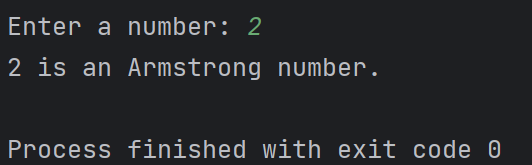 Enter a number: 2
2 is an Armstrong number.
Process finished with exit code 0